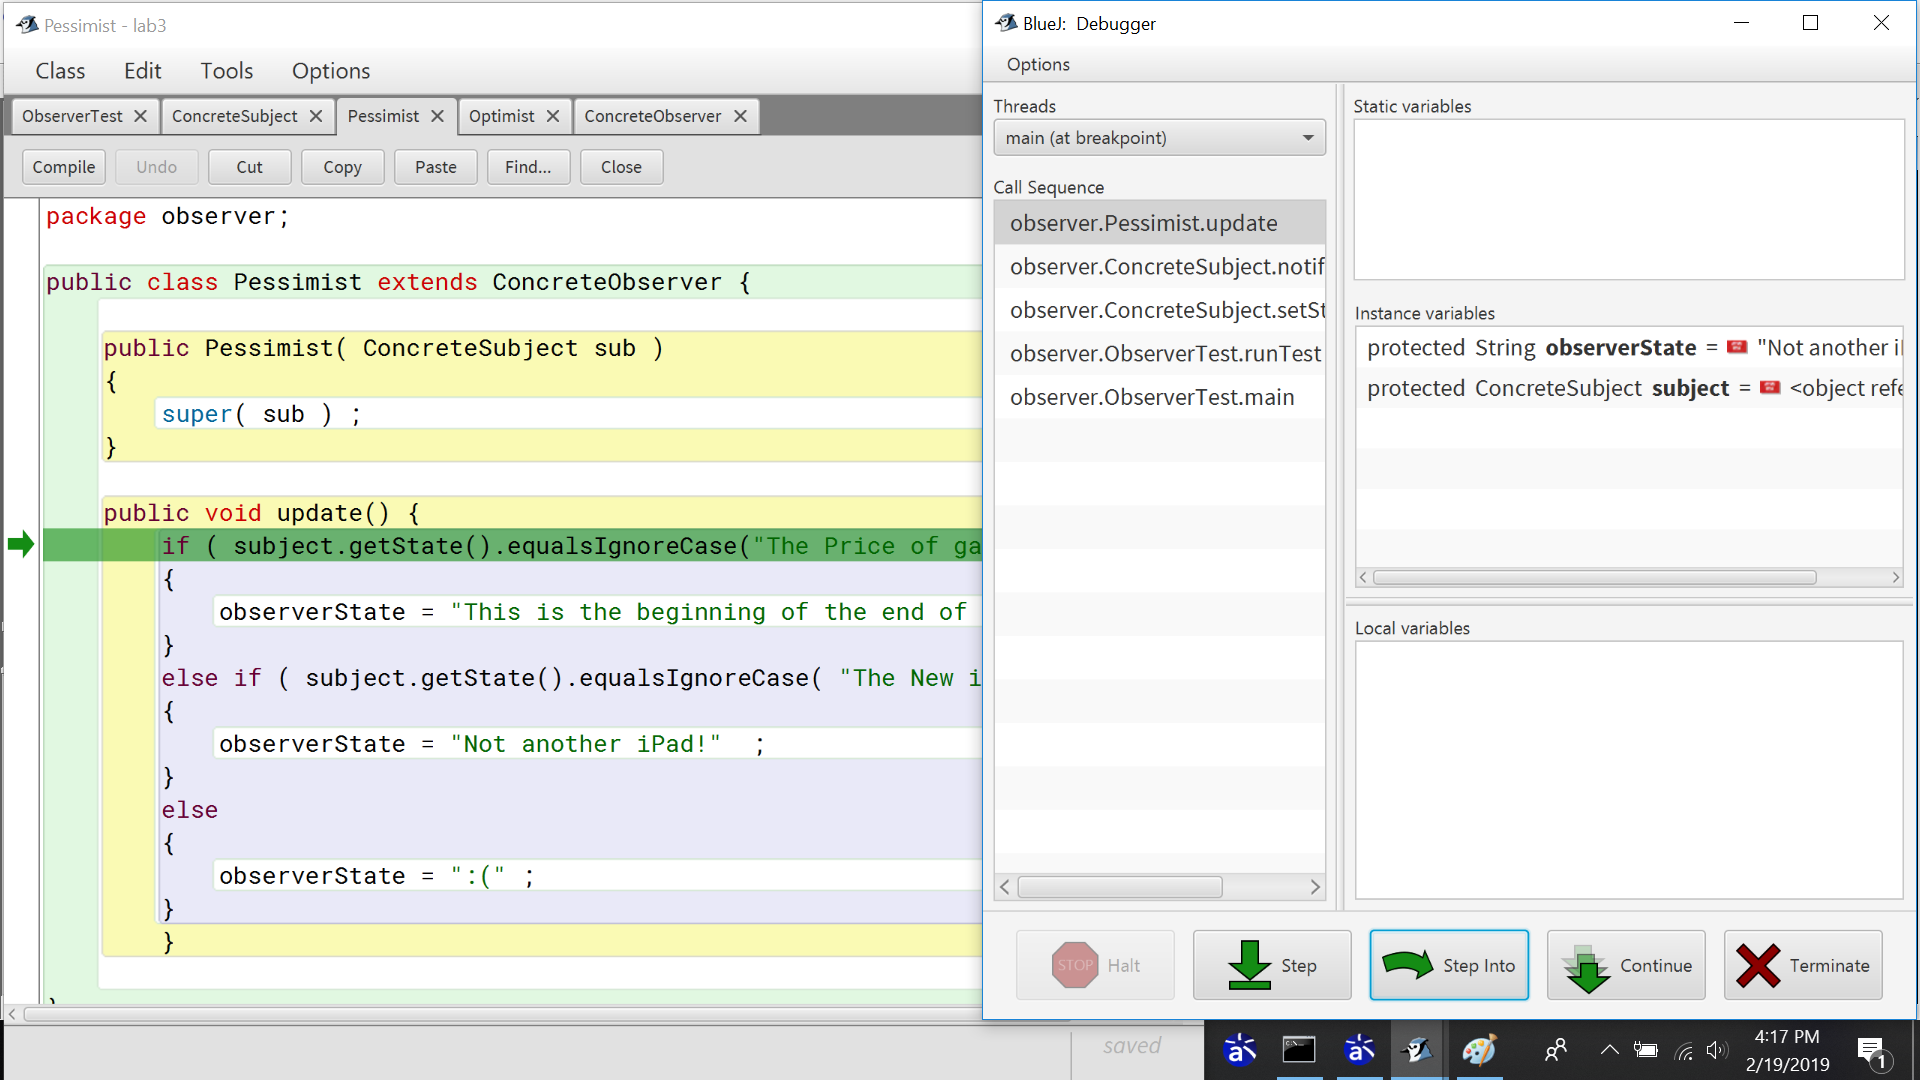 Pessimist - lab3
Class Edit Tools Options
ObserverTest ConcreteSubject Pessimist Optimist ConcreteObserver
Compile Undo Cut Copy Paste Find... Close
package observer;
public class Pessimist extends ConcreteObserver {
public Pessimist( ConcreteSubject sub )
{
super( sub ) ;
}
public void update() {
if ( subject.getState().equalsIgnoreCase("The Price of ga
{
observerState = "This is the beginning of the end of
}
else if ( subject.getState().equalsIgnoreCase( "The New i
{
observerState = "Not another iPad!"  ;
}
else
{
observerState = ":(" ;
}
}
saved
BlueJ: Debugger
Options
Threads
main (at breakpoint)
Call Sequence
observer.Pessimist.update
observer.ConcreteSubject.notif
observer.ConcreteSubject.setSt
observer.ObserverTest.runTest
observer.ObserverTest.main
Static variables
Instance variables
protected String observerState = "Not another i
protected ConcreteSubject subject = <object refe
Local variables
STOP Halt Step Step Into Continue Terminate
4:17 PM
2/19/2019
1